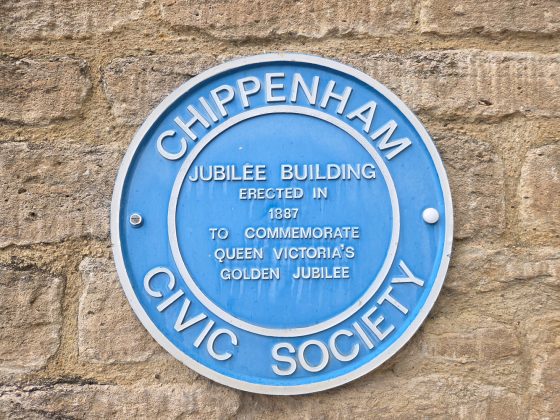 CHIPPENHAM
JUBILEE BUILDING
ERECTED IN
1887
TO COMMEMORATE
QUEEN VICTORIA'S
GOLDEN JUBILEE
CIVIC SOCIETY